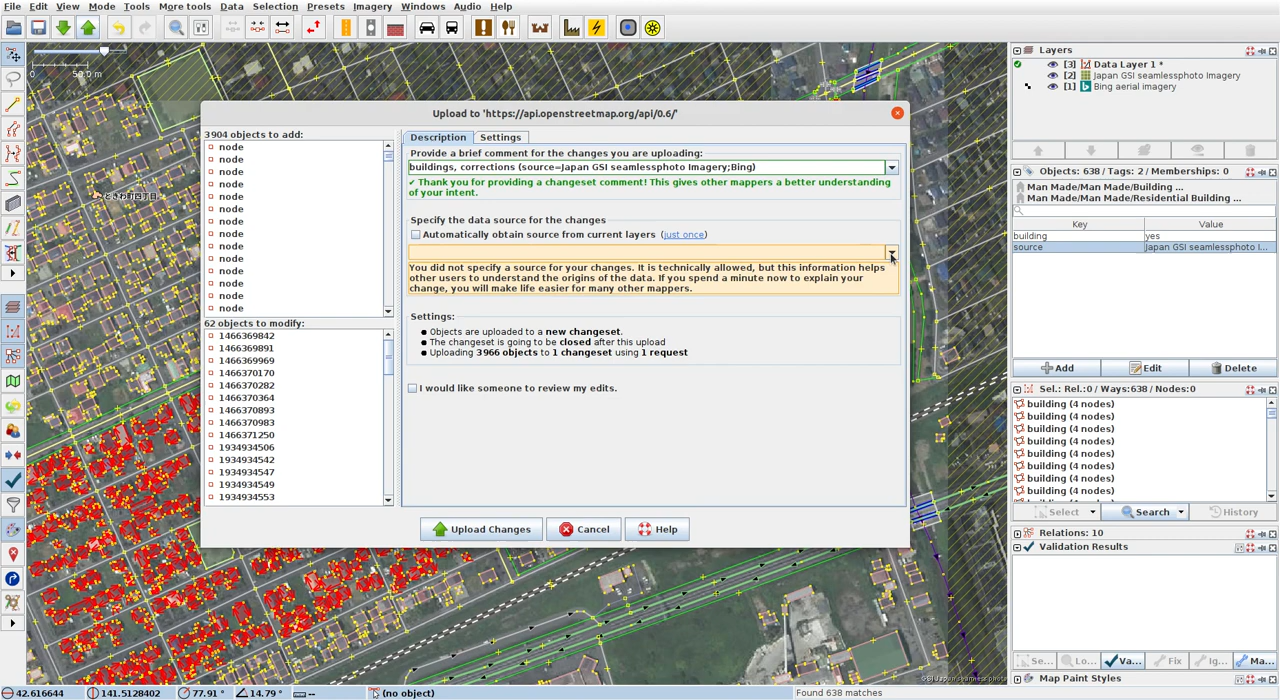 File Edit View Mode Tools More tools Data Selection Presets Imagery Windows Audio Help
0 50.0 m
ときわ町四丁目
Upload to 'https://api.openstreetmap.org/api/0.6/'
3904 objects to add:
node
node
node
node
node
node
node
node
node
node
node
node
node
node
62 objects to modify:
1466369842
1466369891
1466369969
1466370170
1466370282
1466370364
1466370893
1466370983
1466371250
1934934506
1934934542
1934934547
1934934549
1934934553
Description Settings
Provide a brief comment for the changes you are uploading:
buildings, corrections (source=Japan GSI seamlessphoto Imagery;Bing)
✔ Thank you for providing a changeset comment! This gives other mappers a better understanding
of your intent.
Specify the data source for the changes
Automatically obtain source from current layers (just once)
You did not specify a source for your changes. It is technically allowed, but this information helps
other users to understand the origins of the data. If you spend a minute now to explain your
change, you will make life easier for many other mappers.
Settings:
• Objects are uploaded to a new changeset.
• The changeset is going to be closed after this upload
• Uploading 3966 objects to 1 changeset using 1 request
I would like someone to review my edits.
Upload Changes Cancel Help
Layers
[3] Data Layer 1 *
[2] Japan GSI seamlessphoto Imagery
[1] Bing aerial imagery
Objects: 638 / Tags: 2 / Memberships: 0
Man Made/Man Made/Building ...
Man Made/Man Made/Residential Building ...
Key Value
building yes
source Japan GSI seamlessphoto I...
Add Edit Delete
Sel.: Rel.:0 / Ways:638 / Nodes:0
building (4 nodes)
building (4 nodes)
building (4 nodes)
building (4 nodes)
building (4 nodes)
building (4 nodes)
building (4 nodes)
building (4 nodes)
Select Search History
Relations: 10
Validation Results
Se... Lo... Va... Fix Ig... Ma...
Map Paint Styles
42.616644 141.5128402 77.91 ° 14.79 ° -- (no object) Found 638 matches